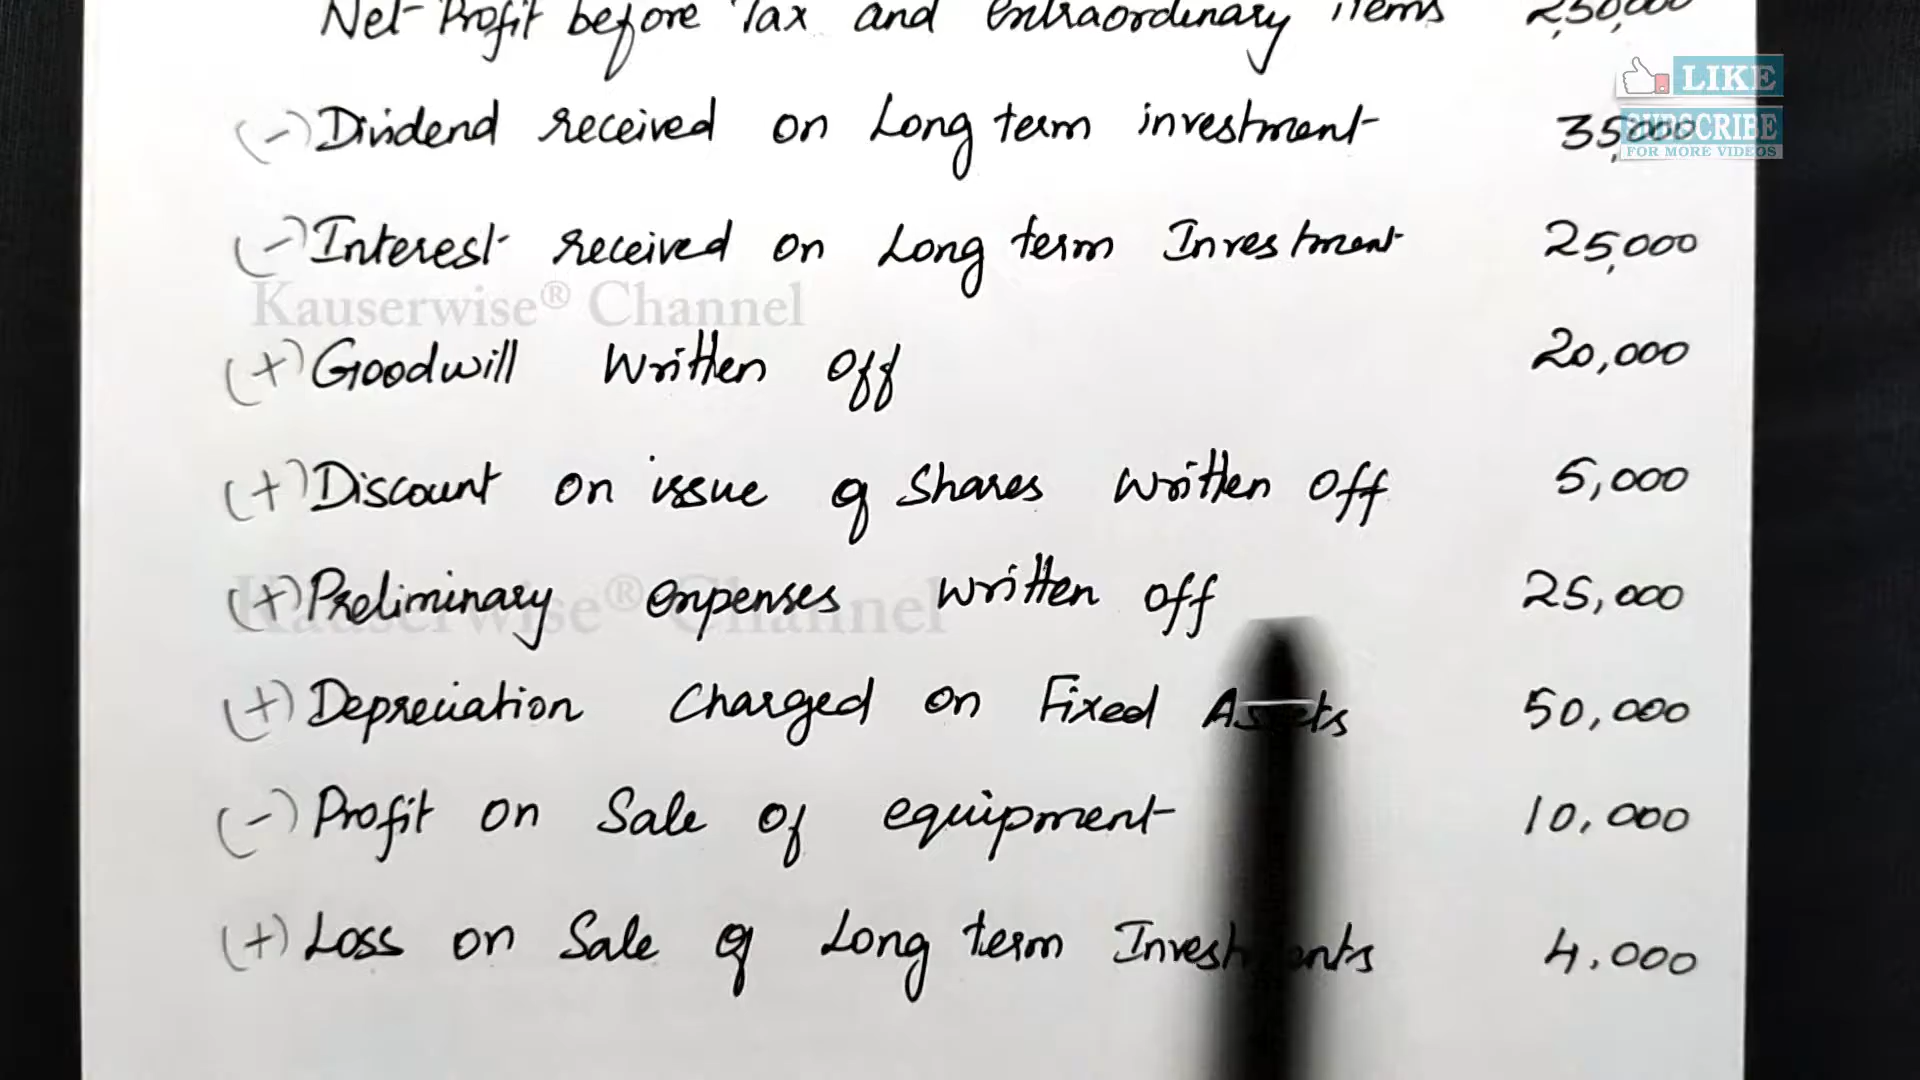 Net Profit before Tax and extraordinary items 2,50,000
(-) Dividend received on Long term investment 35,000
(-) Interest received on Long term Investment 25,000
(+) Goodwill Written off 20,000
(+) Discount on issue of Shares written off 5,000
(+) Preliminary expenses written off 25,000
(+) Depreciation Charged on Fixed Assets 50,000
(-) Profit on Sale of equipment 10,000
(+) Loss on Sale of Long term Investments 4,000
LIKE
SUBSCRIBE
FOR MORE VIDEOS
Kauserwise® Channel
Kauserwise® Channel